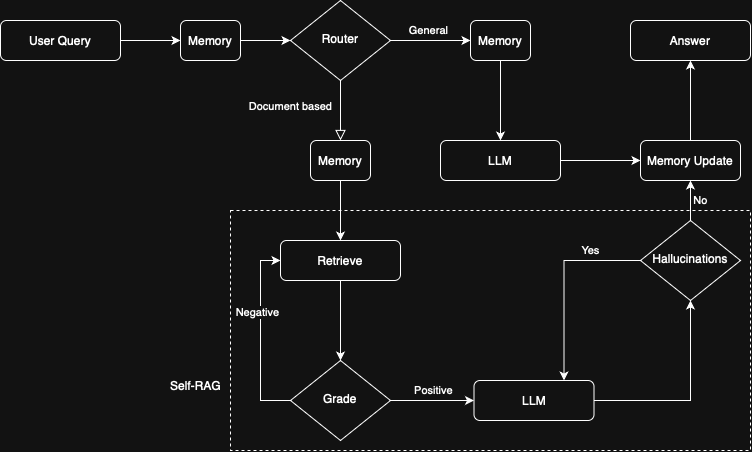 User Query
Memory
Router
General
Memory
Answer
Document based
Memory
LLM
Memory Update
No
Retrieve
Yes
Hallucinations
Negative
Self-RAG
Grade
Positive
LLM